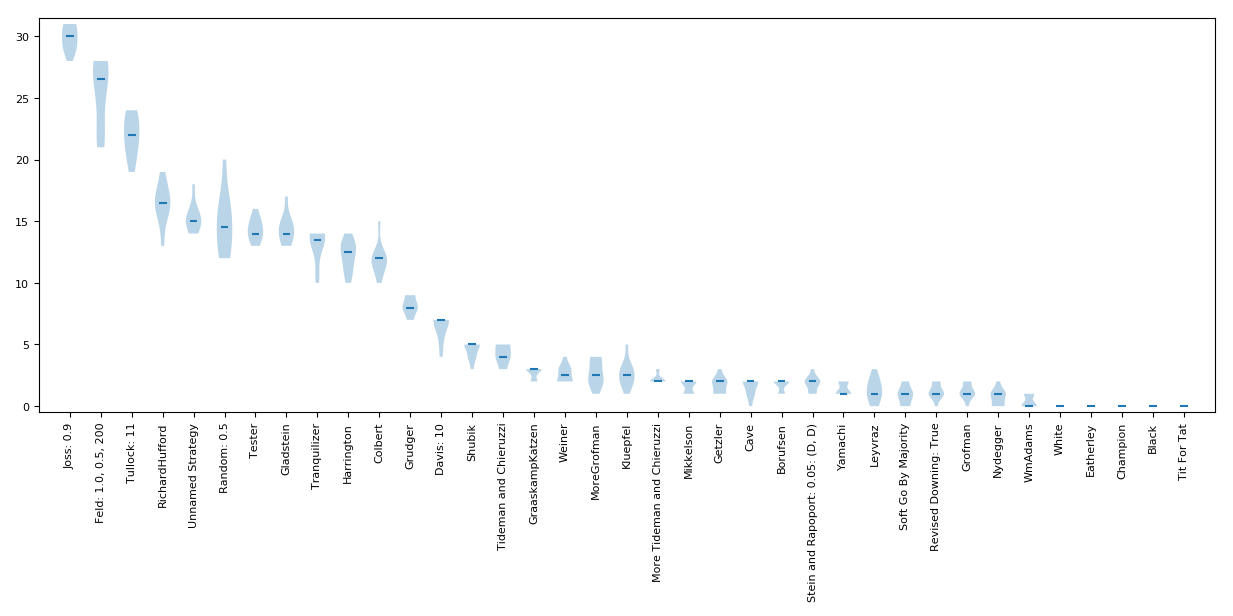 30
25
20
15
10
5
0
Joss: 0.9
Feld: 1.0, 0.5, 200
Tullock: 11
RichardHufford
Unnamed Strategy
Random: 0.5
Tester
Gladstein
Tranquilizer
Harrington
Colbert
Grudger
Davis: 10
Shubik
Tideman and Chieruzzi
GraaskampKatzen
Weiner
MoreGrofman
Kluepfel
More Tideman and Chieruzzi
Mikkelson
Getzler
Cave
Borufsen
Stein and Rapoport: 0.05: (D, D)
Yamachi
Leyvraz
Soft Go By Majority
Revised Downing: True
Grofman
Nydegger
WmAdams
White
Eatherley
Champion
Black
Tit For Tat